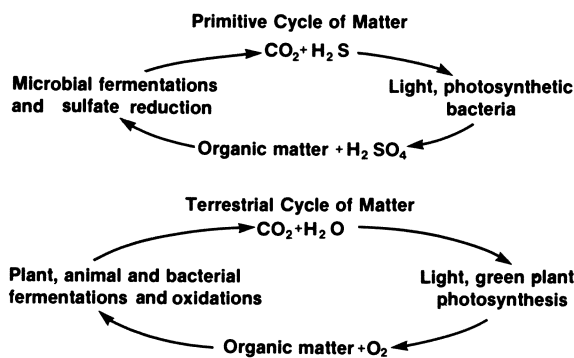 Primitive Cycle of Matter
CO₂+ H₂ S
Microbial fermentations
and sulfate reduction
Light, photosynthetic
bacteria
Organic matter + H₂ SO₄
Terrestrial Cycle of Matter
CO₂+H₂ O
Plant, animal and bacterial
fermentations and oxidations
Light, green plant
photosynthesis
Organic matter +O₂